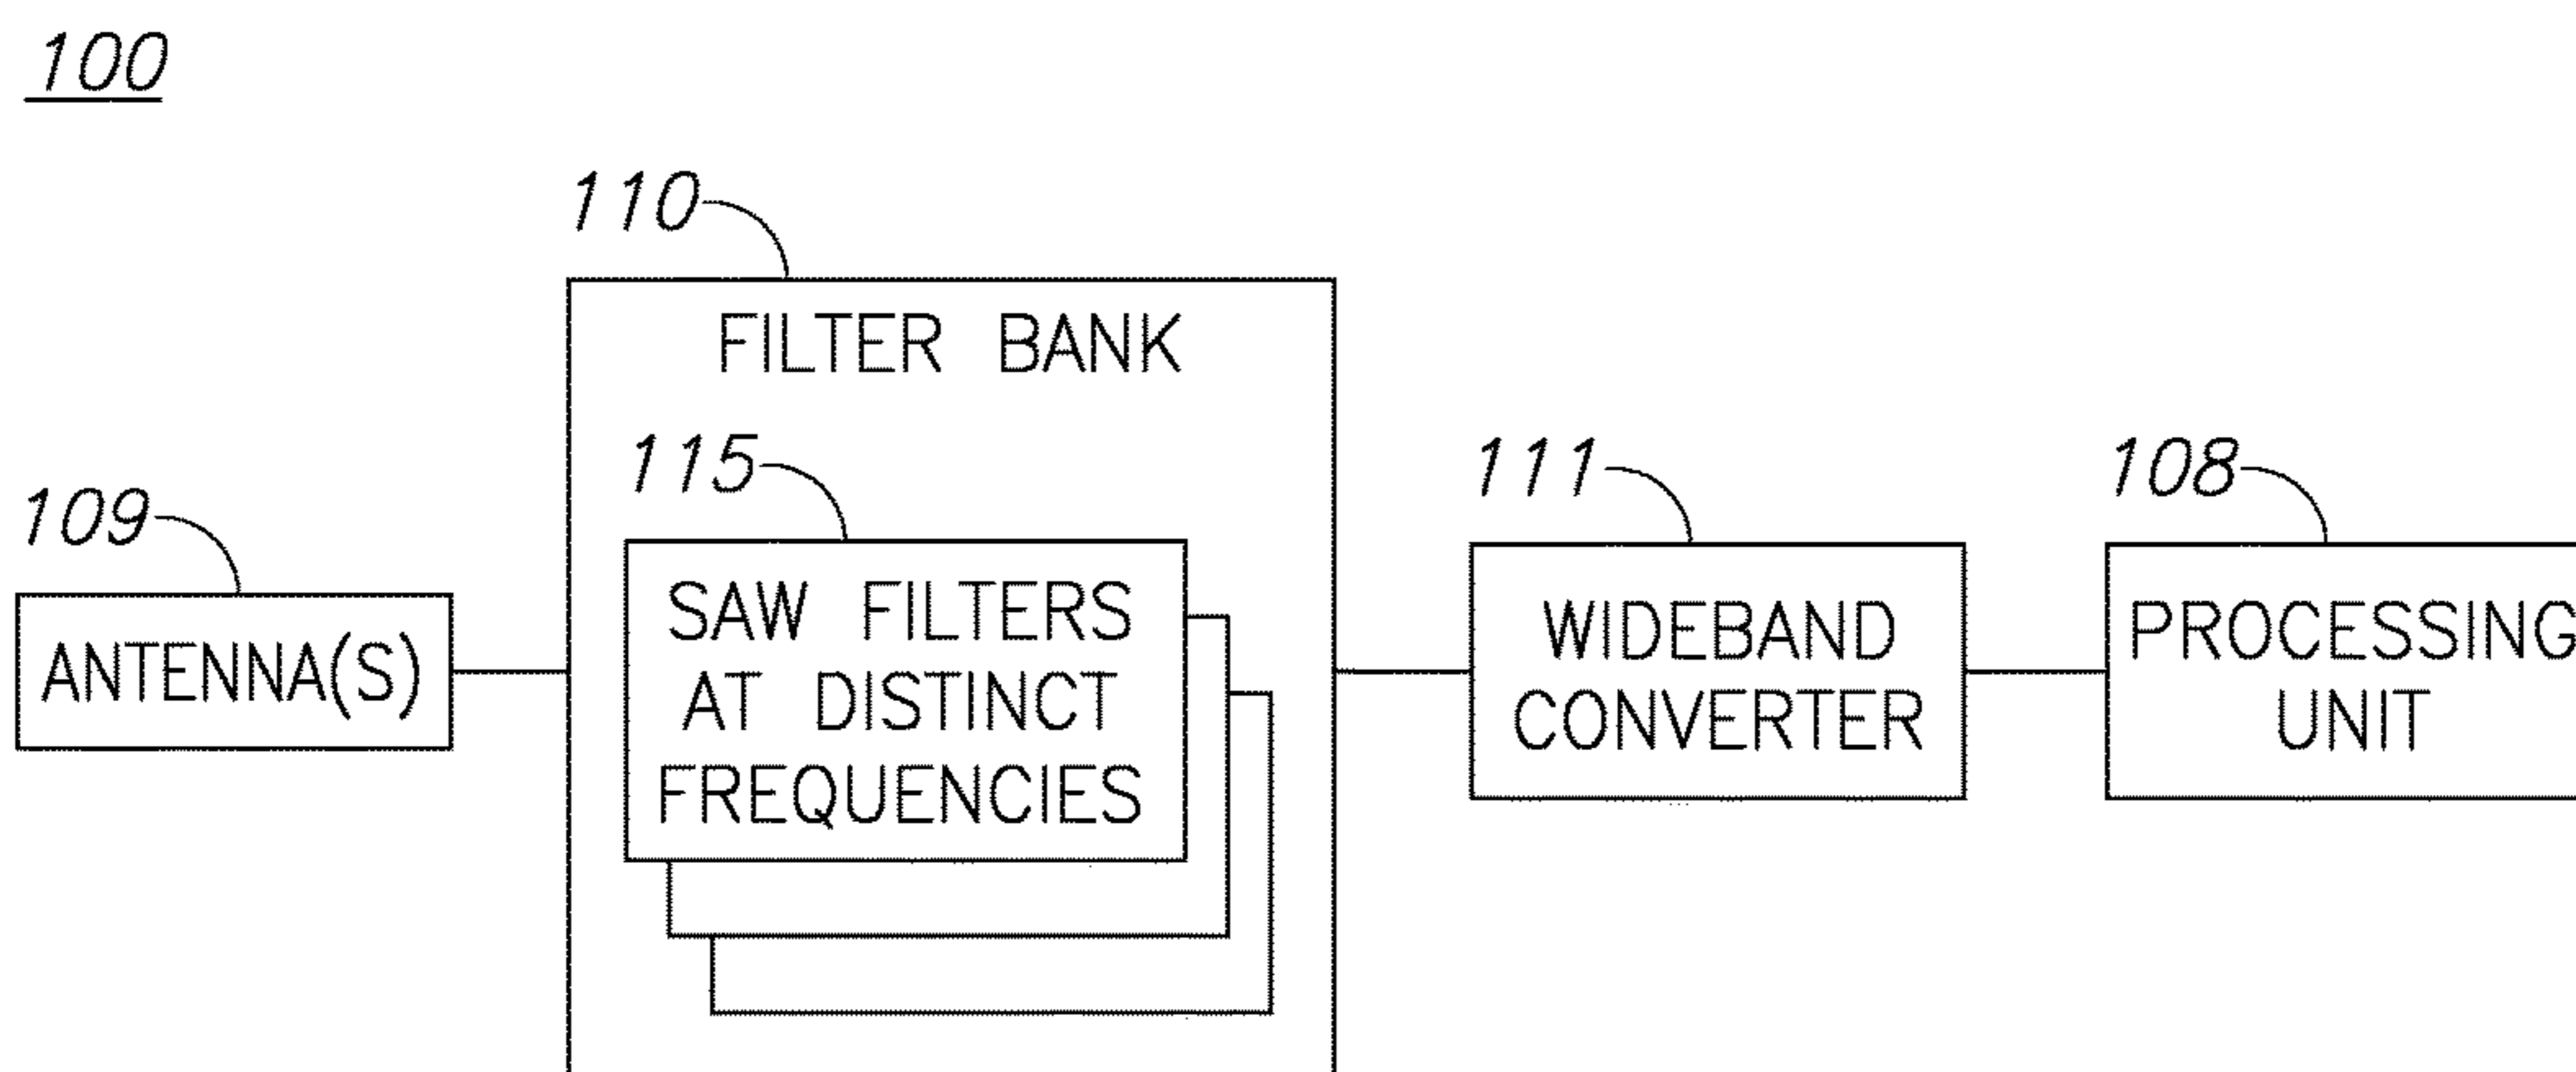 100
110
FILTER BANK
115
109
111
108
ANTENNA(S)
SAW FILTERS
AT DISTINCT
FREQUENCIES
WIDEBAND
CONVERTER
PROCESSING
UNIT